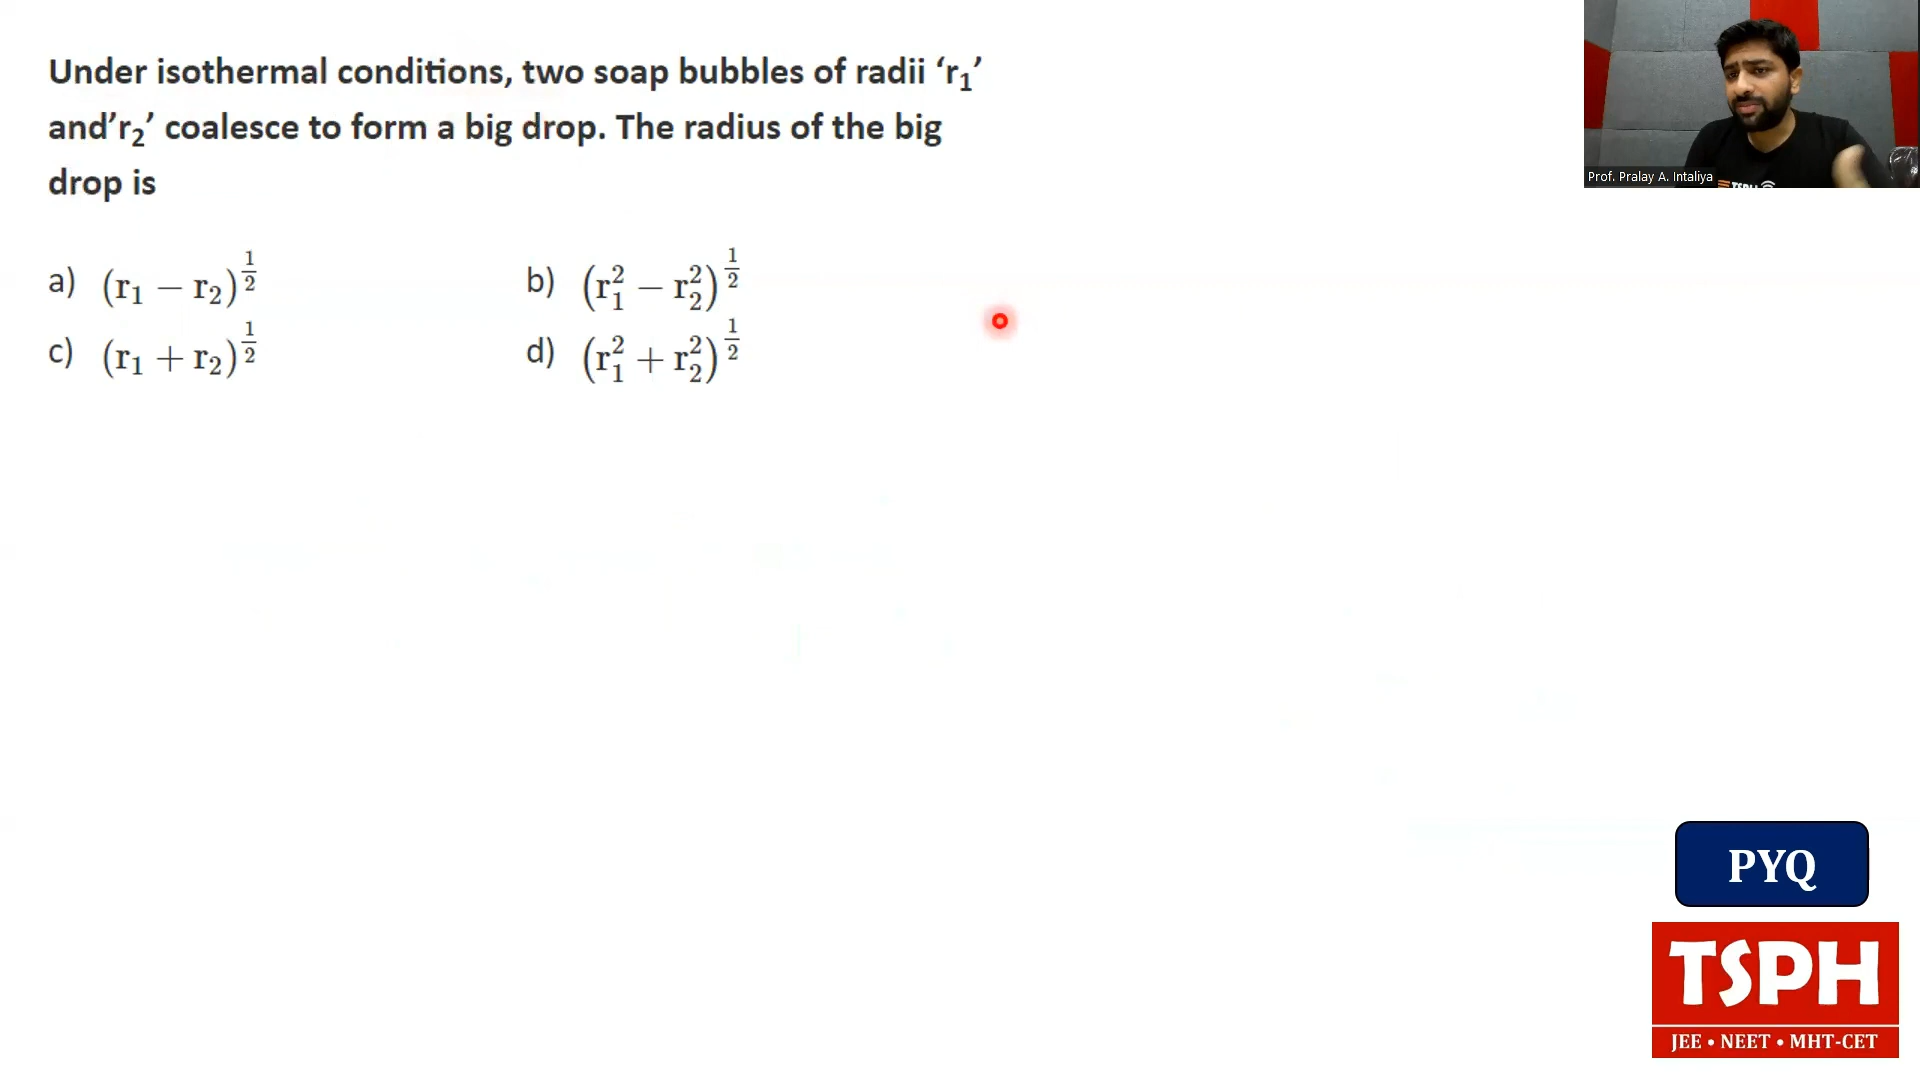 Under isothermal conditions, two soap bubbles of radii ‘r₁’
and’r₂’ coalesce to form a big drop. The radius of the big
drop is
a) (r₁ − r₂)^(1/2) b) (r₁² − r₂²)^(1/2)
c) (r₁ + r₂)^(1/2) d) (r₁² + r₂²)^(1/2)
Prof. Pralay A. Intaliya
TSPH
PYQ
TSPH
JEE • NEET • MHT-CET